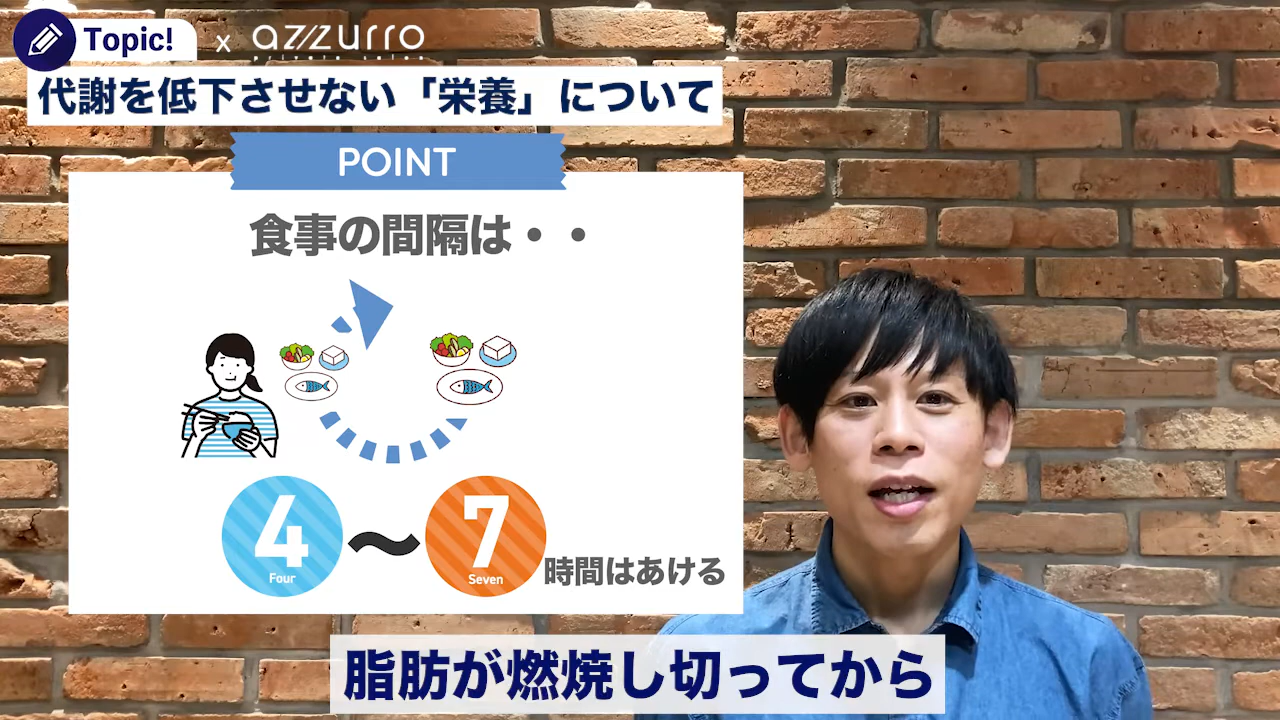 Topic! x azzurro
代謝を低下させない「栄養」について
POINT
食事の間隔は・・
4 〜 7 時間はあける
Four Seven
脂肪が燃焼し切ってから